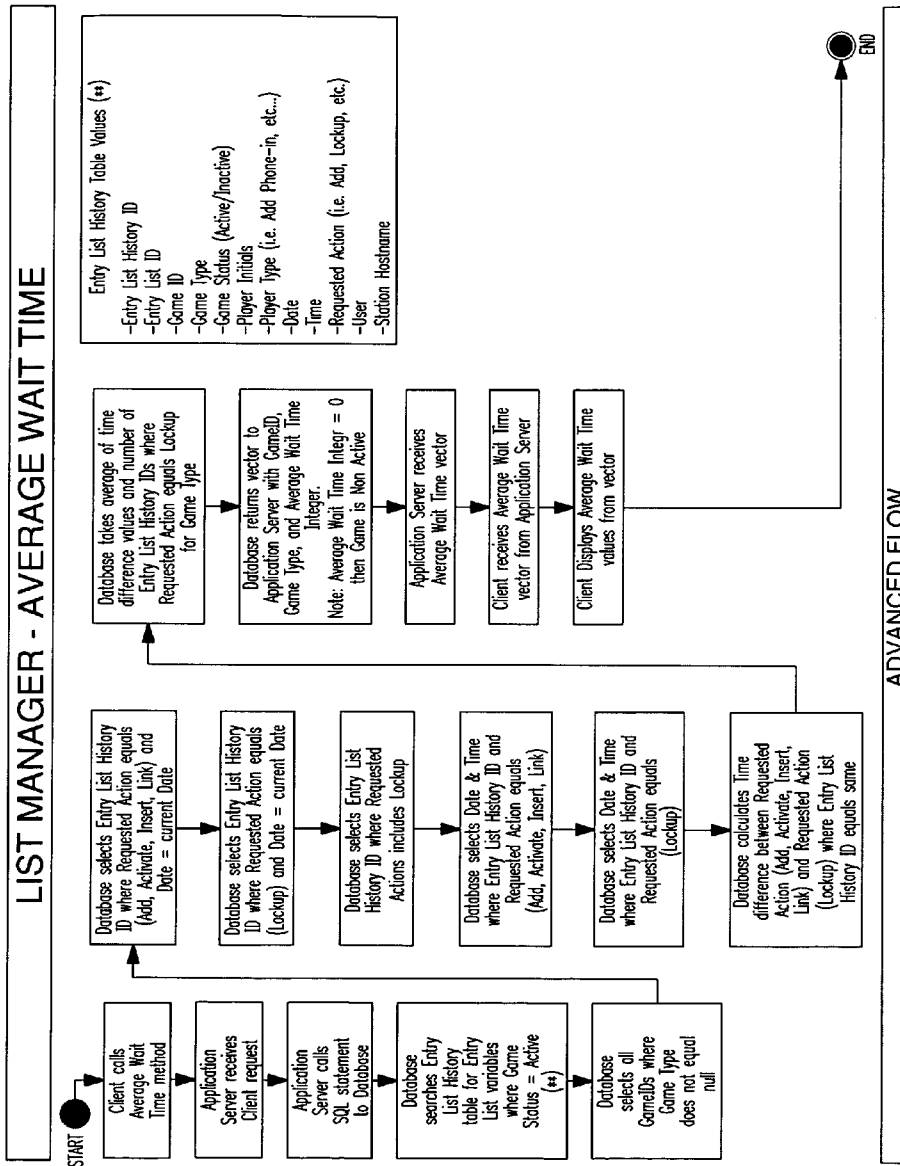 LIST MANAGER - AVERAGE WAIT TIME
START
Client calls
Average Wait
Time method
Application
Server receives
Client request
Application
Server calls
SQL statement
to Database
Database
searches Entry
List History
table for Entry
List variables
where Game
Status = Active
(**)
Database
selects all
GameIDs where
Game Type
does not equal
null
Database selects Entry List History
ID where Requested Action equals
(Add, Activate, Insert, Link) and
Date = current Date
Database selects Entry List History
ID where Requested Action equals
(Lockup) and Date = current Date
Database selects Entry List
History ID where Requested
Actions includes Lockup
Database selects Date & Time
where Entry List History ID and
Requested Action equals
(Add, Activate, Insert, Link)
Database selects Date & Time
where Entry List History ID and
Requested Action equals
(Lockup)
Database calculates Time
difference between Requested
Action (Add, Activate, Insert,
Link) and Requested Action
(Lockup) where Entry List
History ID equals same
Database takes average of time
difference values and number of
Entry List History IDs where
Requested Action equals Lockup
for Game Type
Database returns vector to
Application Server with GameID,
Game Type, and Average Wait Time
Integer.
Note: Average Wait Time Integr = 0
then Game is Non Active
Application Server receives
Average Wait Time vector
Client receives Average Wait Time
vector from Application Server
Client Displays Average Wait Time
values from vector
Entry List History Table Values (**)
-Entry List History ID
-Entry List ID
-Game ID
-Game Type
-Game Status (Active/Inactive)
-Player Initials
-Player Type (i.e. Add Phone-in, etc...)
-Date
-Time
-Requested Action (i.e. Add, Lockup, etc.)
-User
-Station Hostname
END
ADVANCED FLOW